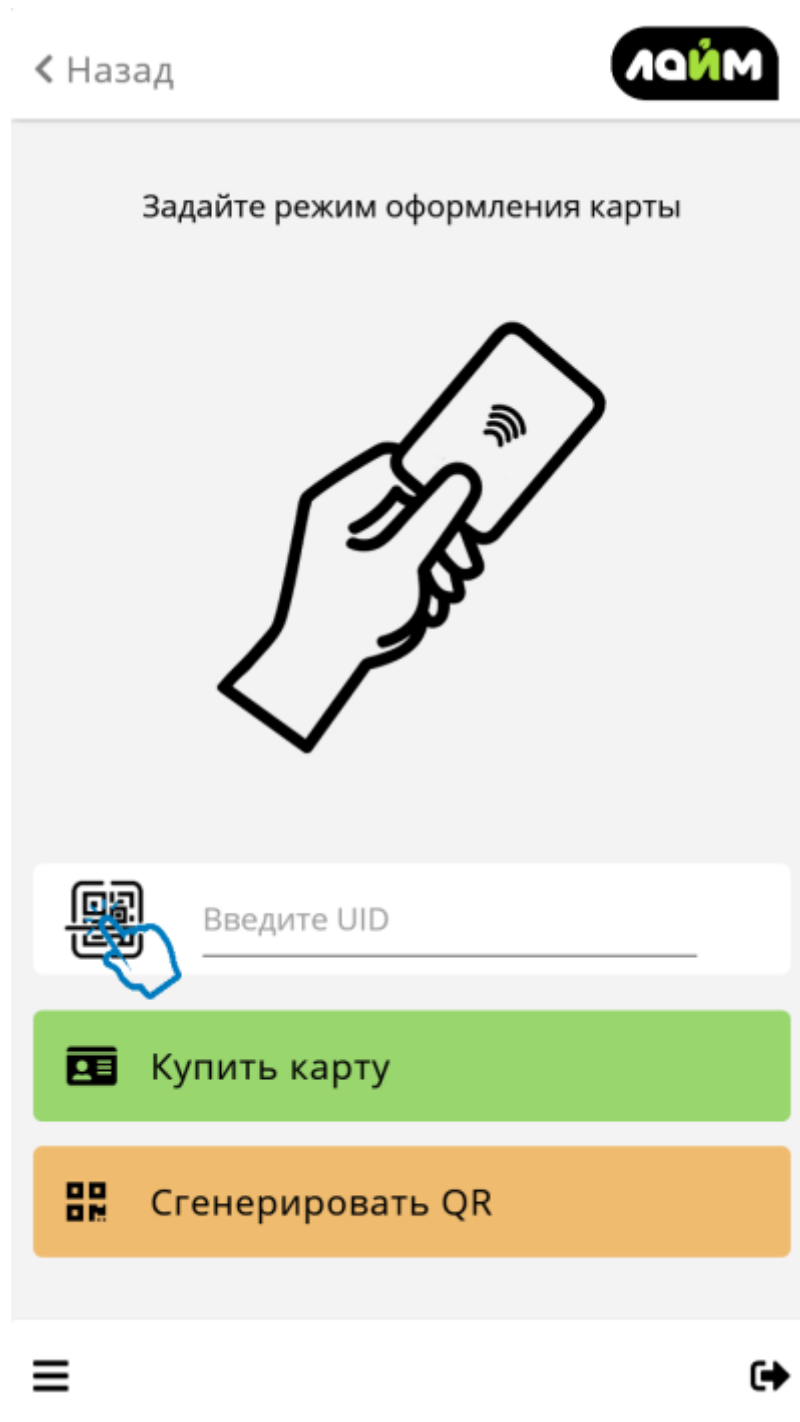 Назад
лайм
Задайте режим оформления карты
Введите UID
Купить карту
Сгенерировать QR